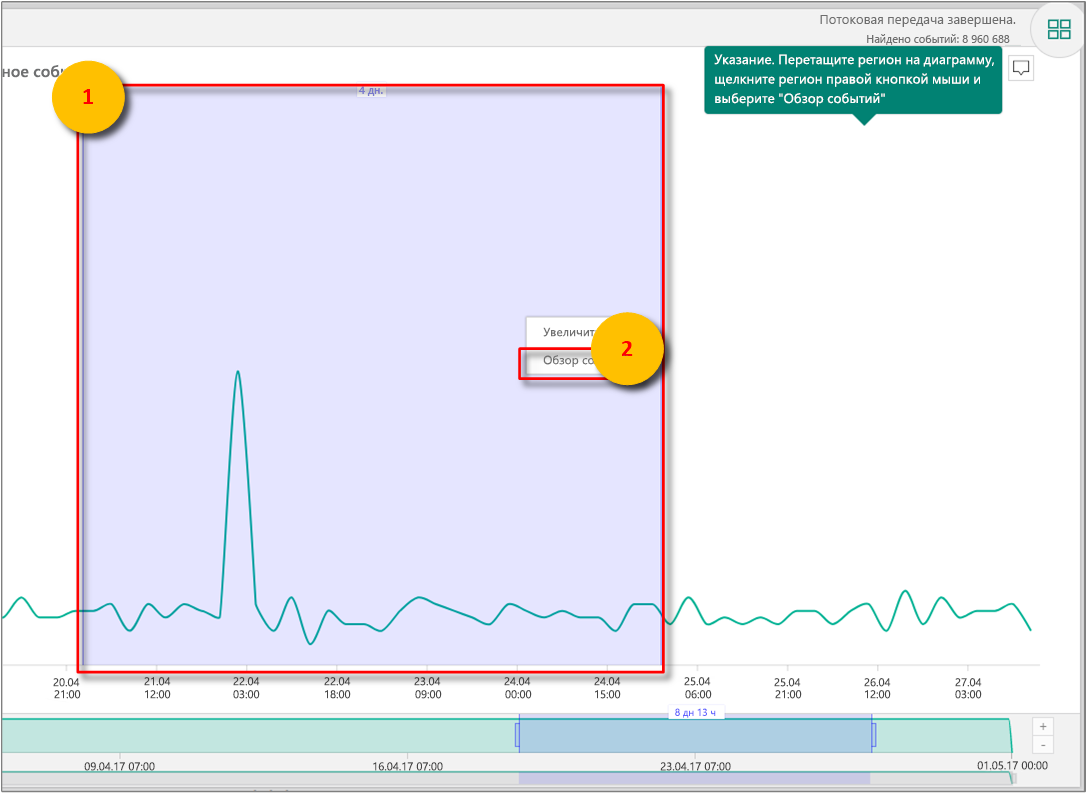 Потоковая передача завершена.
Найдено событий: 8 960 688
Указание. Перетащите регион на диаграмму,
щелкните регион правой кнопкой мыши и
выберите "Обзор событий"
ное соб
1
4 дн.
Увеличит
2
Обзор со
20.04 21.04 22.04 22.04 23.04 24.04 24.04 25.04 25.04 26.04 27.04
21:00 12:00 03:00 18:00 09:00 00:00 15:00 06:00 21:00 12:00 03:00
8 дн 13 ч
+
-
09.04.17 07:00 16.04.17 07:00 23.04.17 07:00 01.05.17 00:00